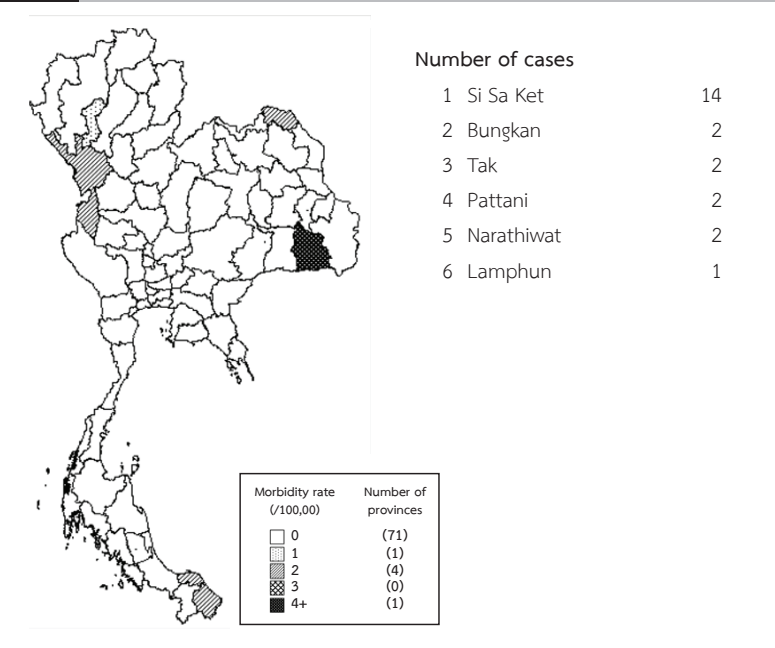 Number of cases
1 Si Sa Ket 14
2 Bungkan 2
3 Tak 2
4 Pattani 2
5 Narathiwat 2
6 Lamphun 1
Morbidity rate Number of
(/100,00) provinces
0 (71)
1 (1)
2 (4)
3 (0)
4+ (1)